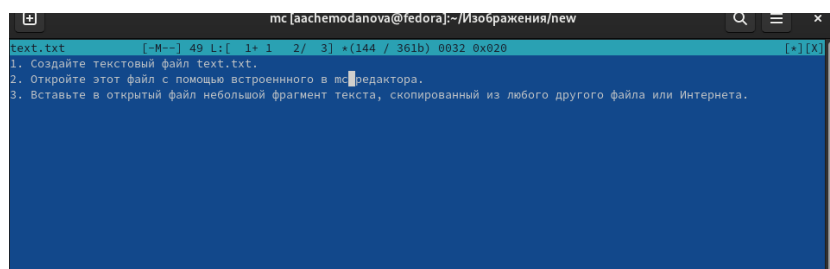 mc [aachemodanova@fedora]:~/Изображения/new
text.txt [-M--] 49 L:[ 1+ 1 2/ 3] *(144 / 361b) 0032 0x020 [*][X]
1. Создайте текстовый файл text.txt.
2. Откройте этот файл с помощью встроеннного в mc редактора.
3. Вставьте в открытый файл небольшой фрагмент текста, скопированный из любого другого файла или Интернета.